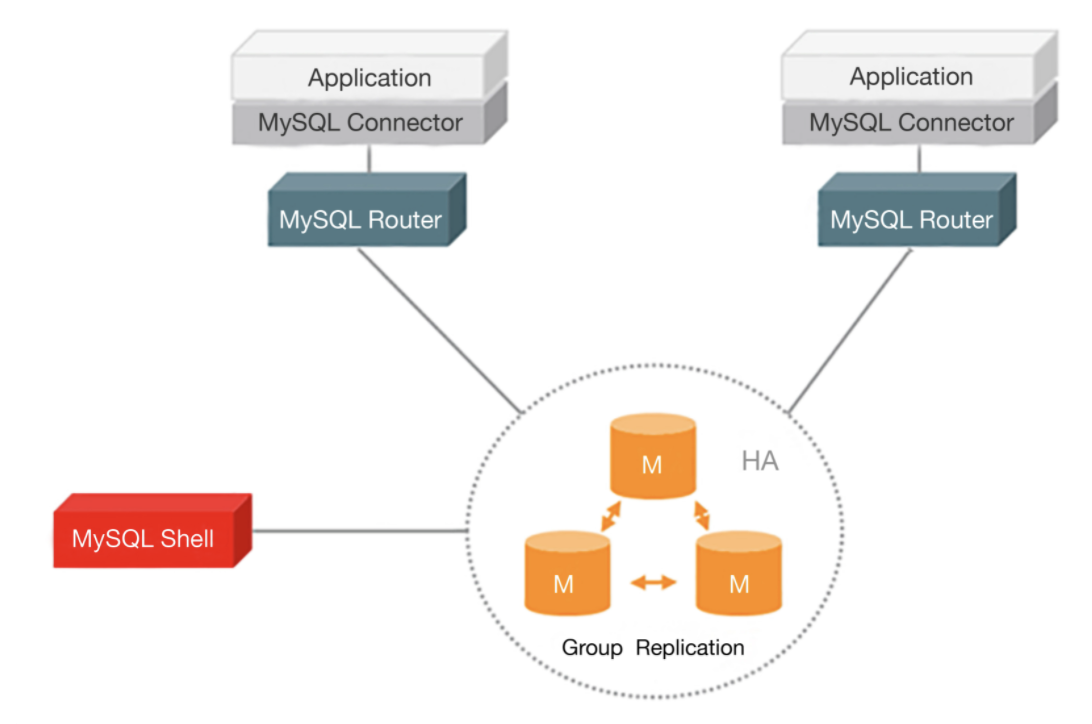 Application
MySQL Connector
MySQL Router
Application
MySQL Connector
MySQL Router
M
HA
MySQL Shell
M
M
Group Replication